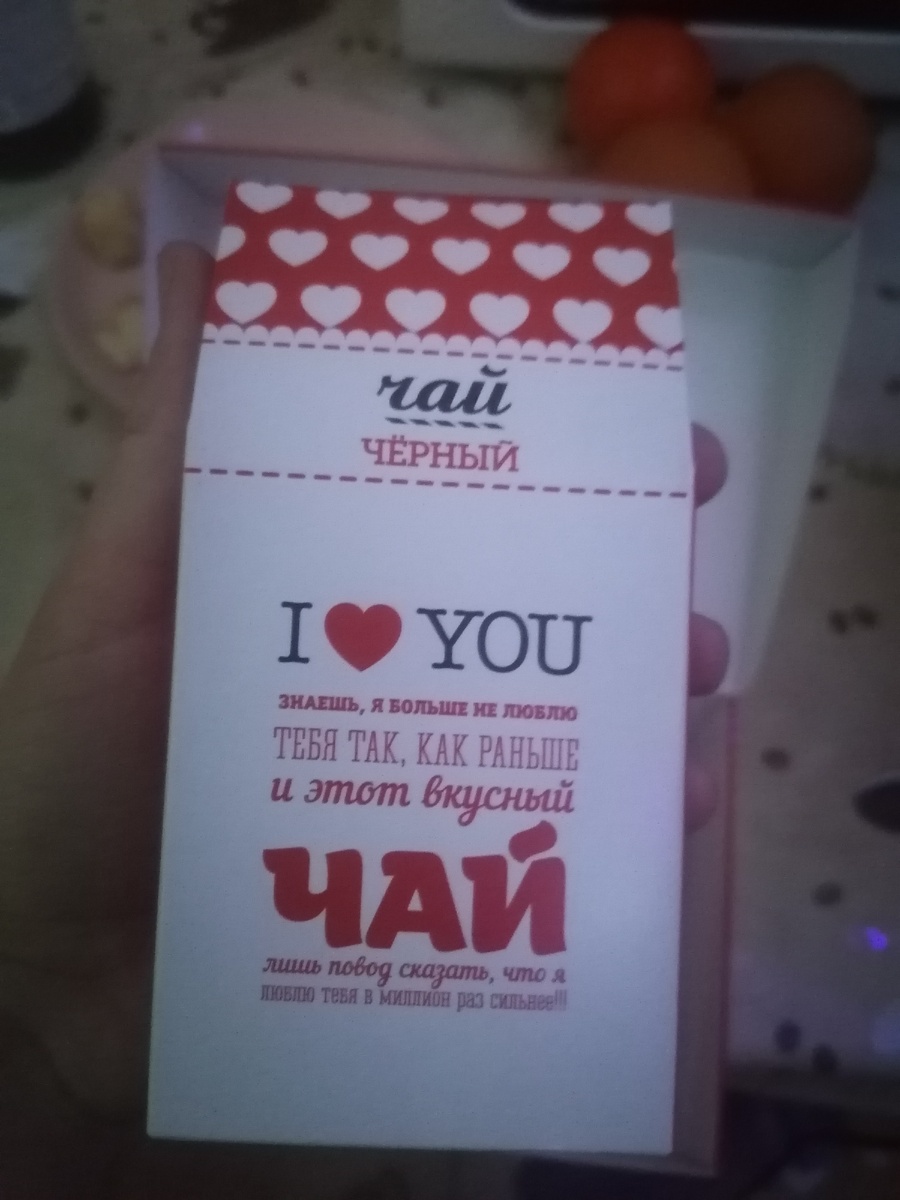 чай
ЧЁРНЫЙ
I ❤ YOU
ЗНАЕШЬ, Я БОЛЬШЕ НЕ ЛЮБЛЮ
ТЕБЯ ТАК, КАК РАНЬШЕ
и этот вкусный
ЧАЙ
лишь повод сказать, что я
люблю тебя в миллион раз сильнее!!!